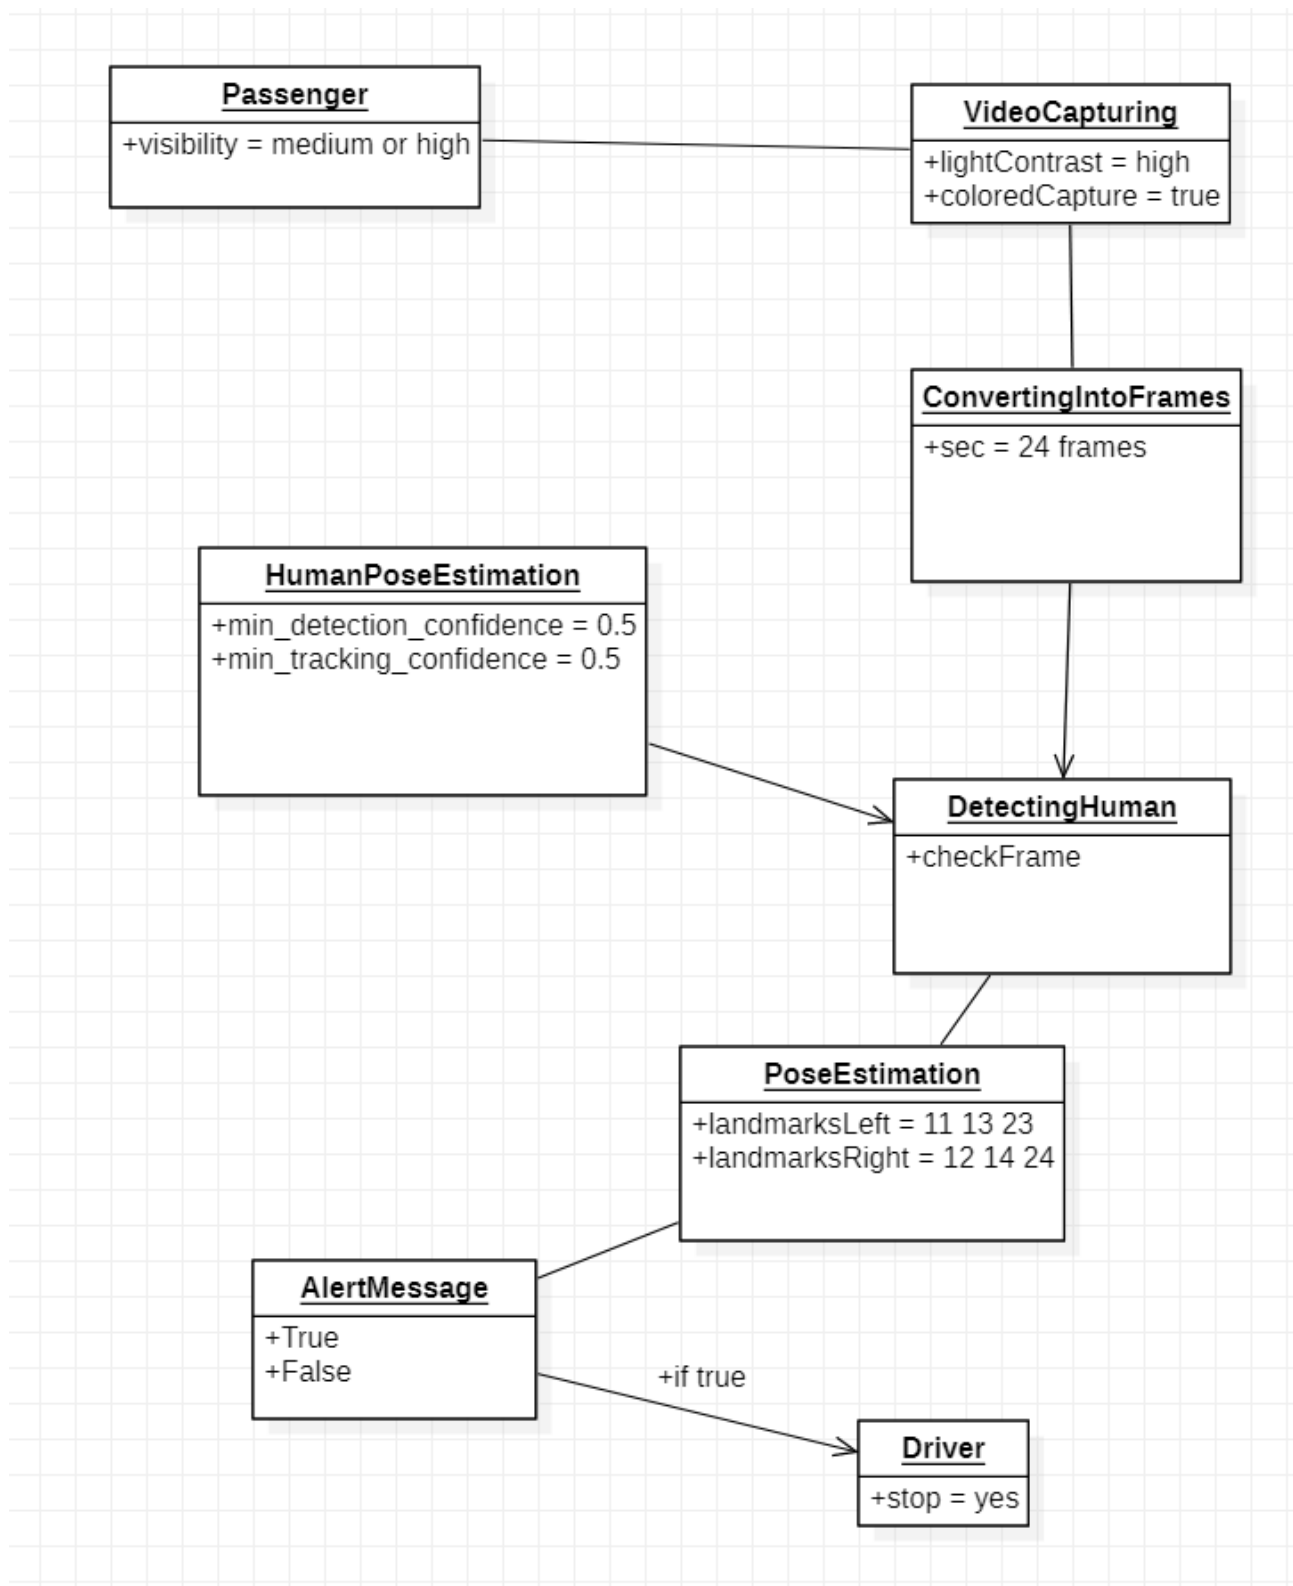 Passenger
+visibility = medium or high
VideoCapturing
+lightContrast = high
+coloredCapture = true
ConvertingIntoFrames
+sec = 24 frames
HumanPoseEstimation
+min_detection_confidence = 0.5
+min_tracking_confidence = 0.5
DetectingHuman
+checkFrame
PoseEstimation
+landmarksLeft = 11 13 23
+landmarksRight = 12 14 24
AlertMessage
+True
+False
+if true
Driver
+stop = yes